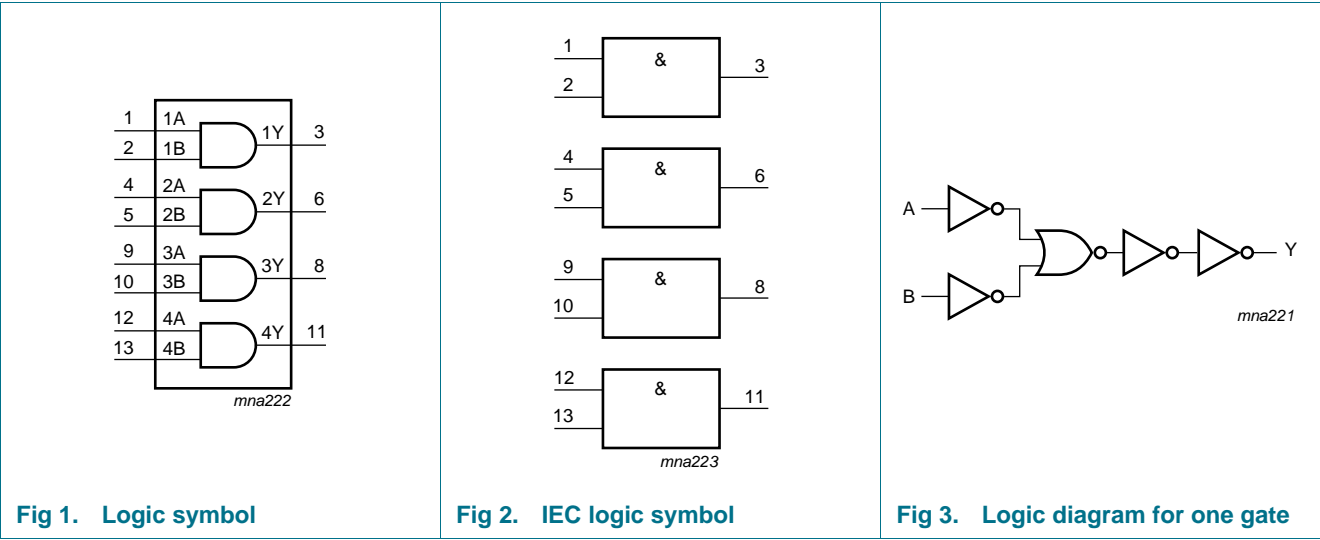 1 1A 1Y 3
2 1B
4 2A 2Y 6
5 2B
9 3A 3Y 8
10 3B
12 4A 4Y 11
13 4B
mna222
Fig 1. Logic symbol
1 & 3
2
4 & 6
5
9 & 8
10
12 & 11
13
mna223
Fig 2. IEC logic symbol
A
Y
B
mna221
Fig 3. Logic diagram for one gate